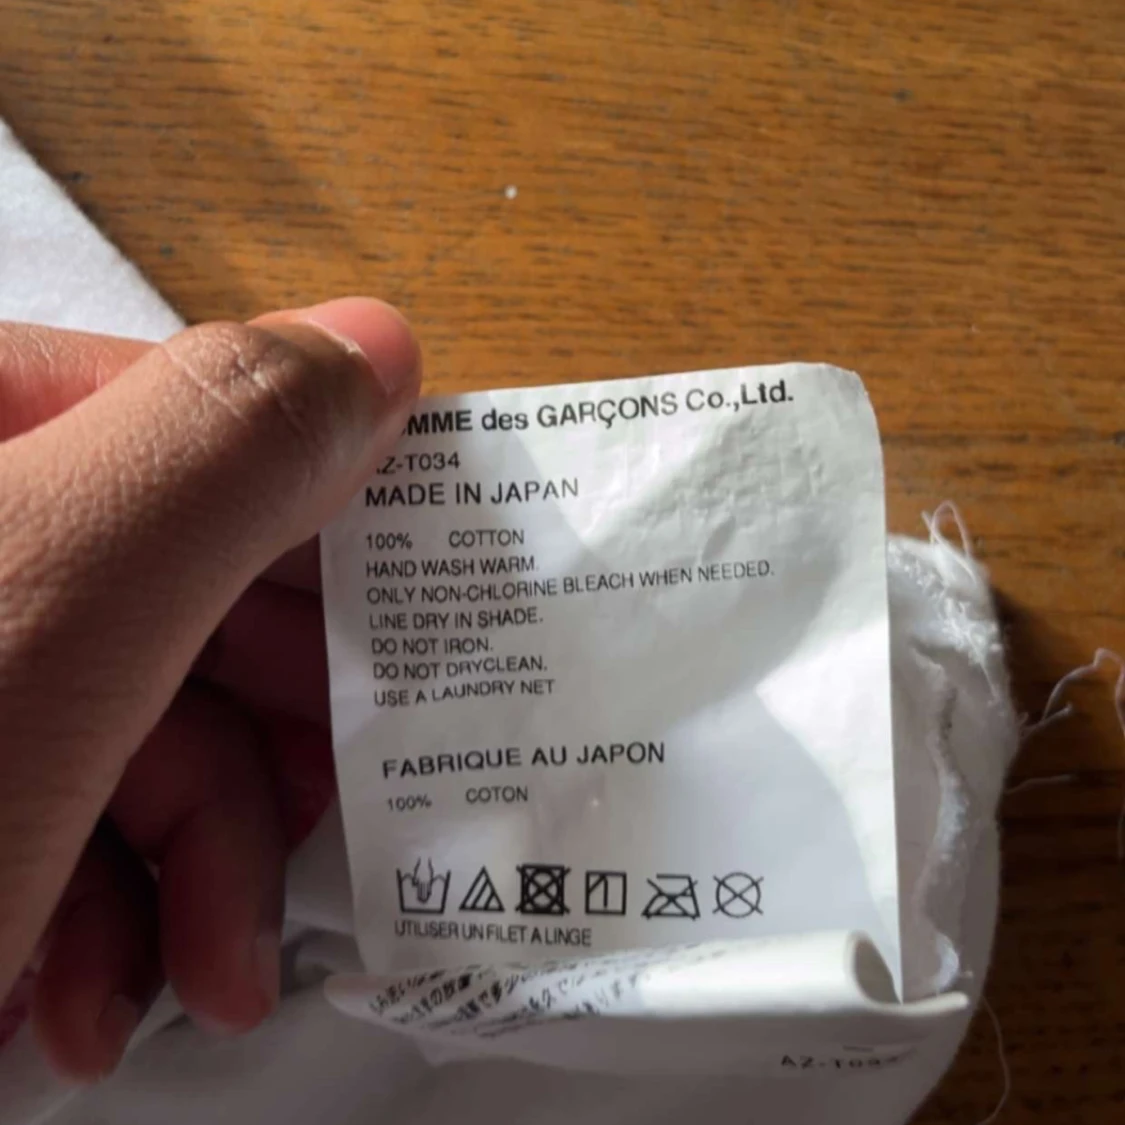 MME des GARÇONS Co.,Ltd.
Z-T034
MADE IN JAPAN
100% COTTON
HAND WASH WARM.
ONLY NON-CHLORINE BLEACH WHEN NEEDED.
LINE DRY IN SHADE.
DO NOT IRON.
DO NOT DRYCLEAN.
USE A LAUNDRY NET
FABRIQUE AU JAPON
100% COTON
UTILISER UN FILET A LINGE